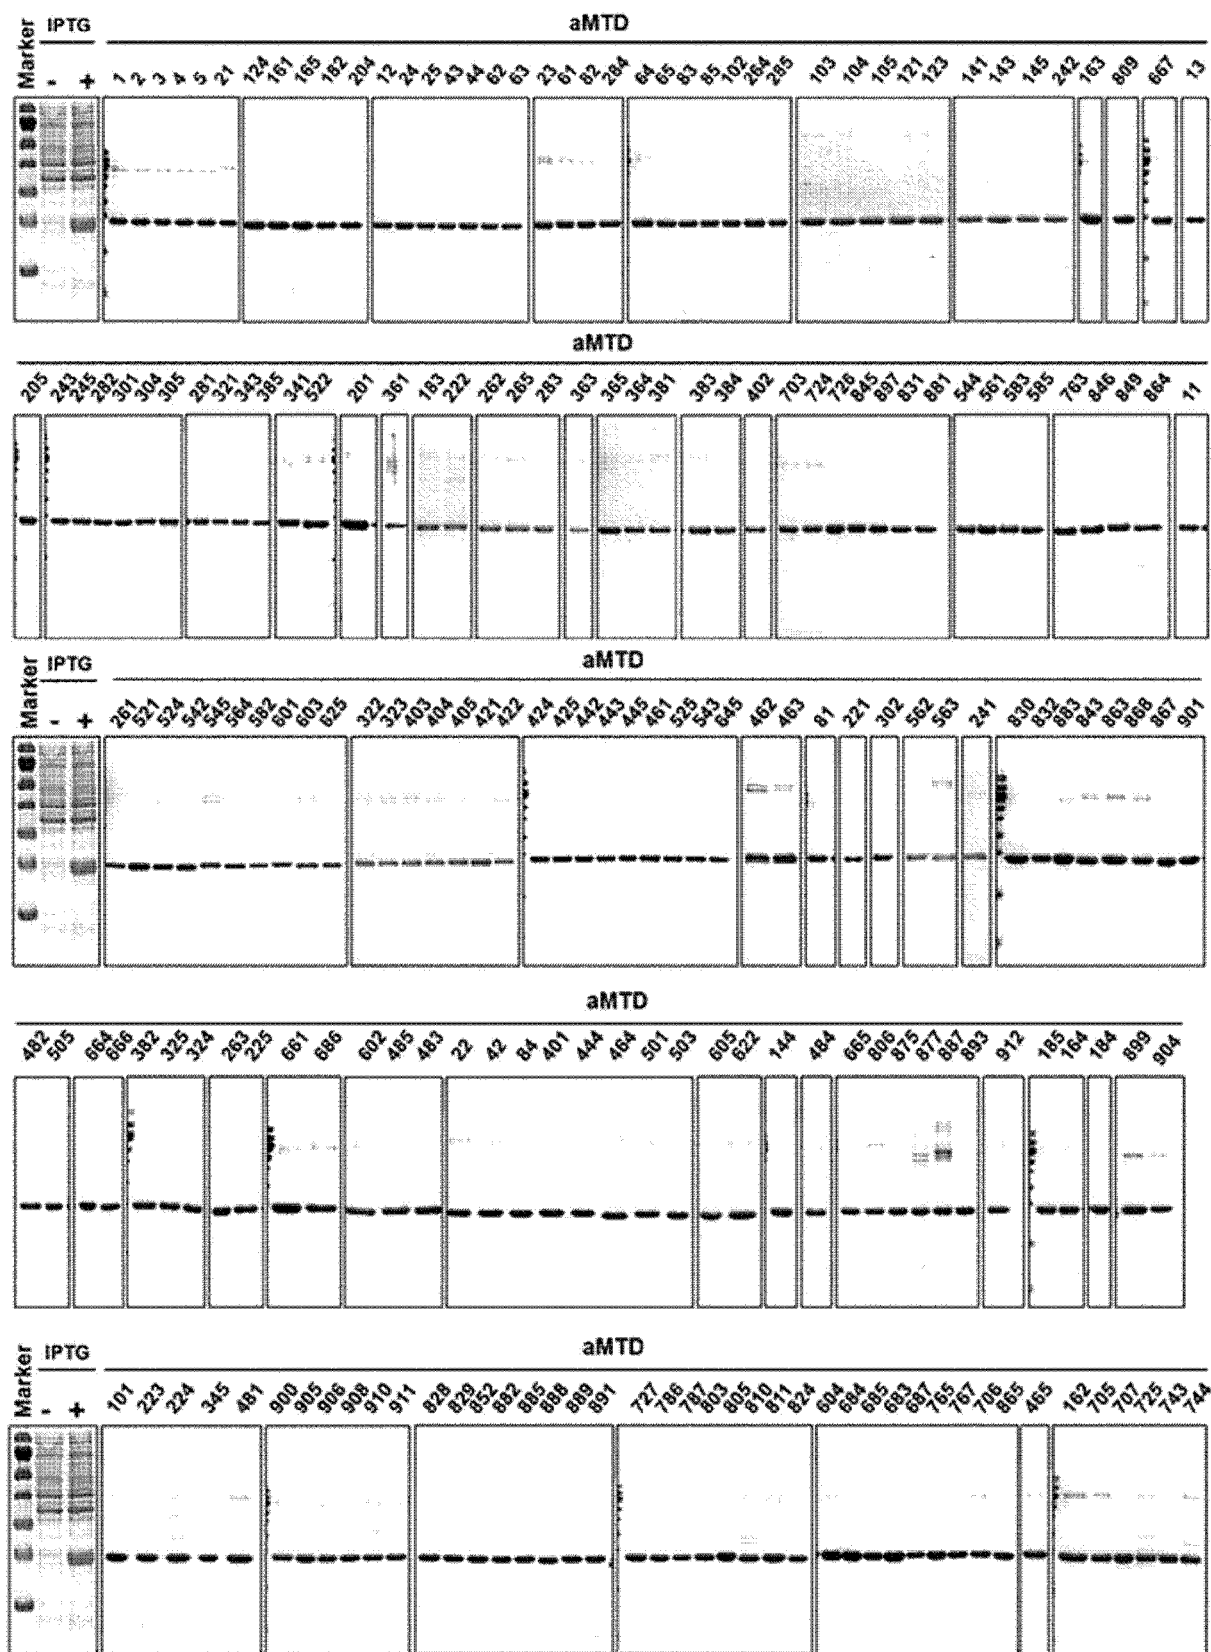 IPTG aMTD
Marker - + 1 2 3 4 5 21 124 161 165 182 204 12 24 25 43 44 62 63 23 61 82 284 64 65 83 85 102 264 285 103 104 105 121 123 141 143 145 242 163 809 667 13
aMTD
205 243 245 282 301 304 305 281 321 343 385 341 522 201 361 183 222 262 265 283 363 365 364 381 383 384 402 703 724 726 845 897 831 881 544 561 583 585 763 846 849 864 11
IPTG aMTD
Marker - + 261 521 524 542 545 564 582 601 603 625 322 323 403 404 405 421 422 424 425 442 443 445 461 525 543 645 462 463 81 221 302 562 563 241 830 832 883 843 863 868 867 901
aMTD
482 505 664 666 382 325 324 263 225 661 686 602 485 483 22 42 84 401 444 464 501 503 605 622 144 484 665 806 875 877 887 893 912 185 164 184 899 904
IPTG aMTD
Marker - + 101 223 224 345 481 900 905 906 908 910 911 828 829 852 882 885 888 889 891 727 786 787 803 805 810 811 824 604 684 685 683 687 765 767 706 865 465 162 705 707 725 743 744